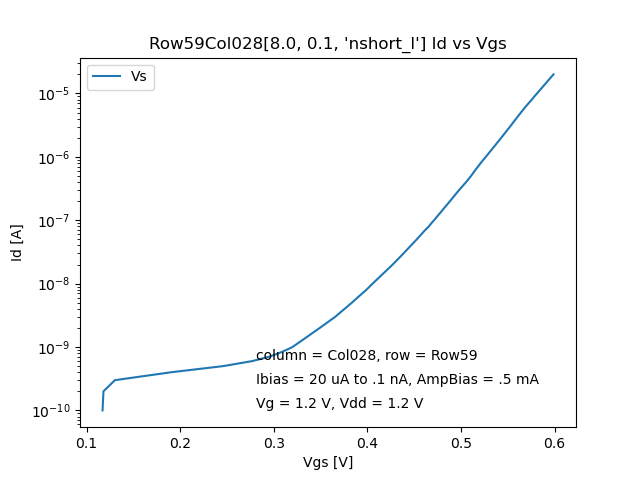 Row59Col028[8.0, 0.1, 'nshort_l'] Id vs Vgs
Vs
10⁻⁵
10⁻⁶
10⁻⁷
10⁻⁸
10⁻⁹
10⁻¹⁰
Id [A]
column = Col028, row = Row59
Ibias = 20 uA to .1 nA, AmpBias = .5 mA
Vg = 1.2 V, Vdd = 1.2 V
0.1 0.2 0.3 0.4 0.5 0.6
Vgs [V]